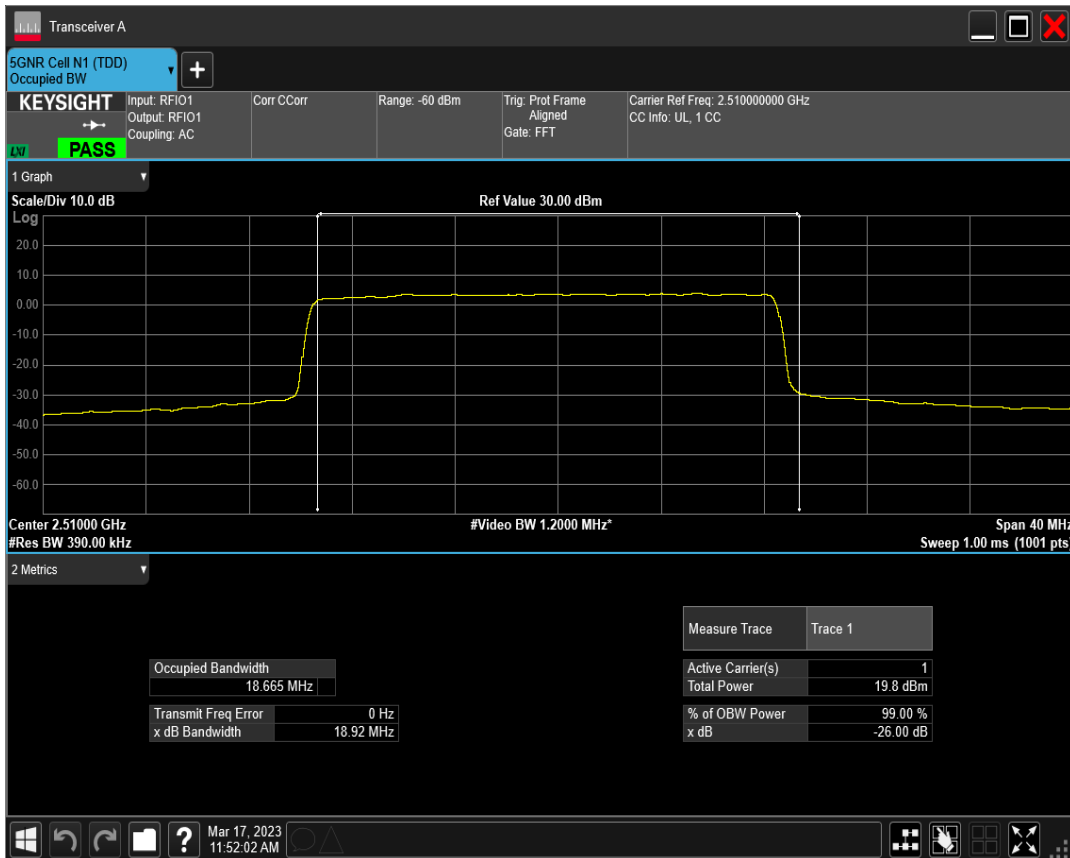 Transceiver A
5GNR Cell N1 (TDD)
Occupied BW
+
KEYSIGHT
LXI
PASS
Input: RFIO1
Output: RFIO1
Coupling: AC
Corr CCorr
Range: -60 dBm
Trig: Prot Frame
Aligned
Gate: FFT
Carrier Ref Freq: 2.510000000 GHz
CC Info: UL, 1 CC
1 Graph
Scale/Div 10.0 dB
Ref Value 30.00 dBm
Log
20.0
10.0
0.00
-10.0
-20.0
-30.0
-40.0
-50.0
-60.0
Center 2.51000 GHz
#Video BW 1.2000 MHz*
Span 40 MHz
#Res BW 390.00 kHz
Sweep 1.00 ms (1001 pts)
2 Metrics
Measure Trace Trace 1
Occupied Bandwidth
18.665 MHz
Active Carrier(s) 1
Total Power 19.8 dBm
Transmit Freq Error 0 Hz
x dB Bandwidth 18.92 MHz
% of OBW Power 99.00 %
x dB -26.00 dB
?
Mar 17, 2023
11:52:02 AM